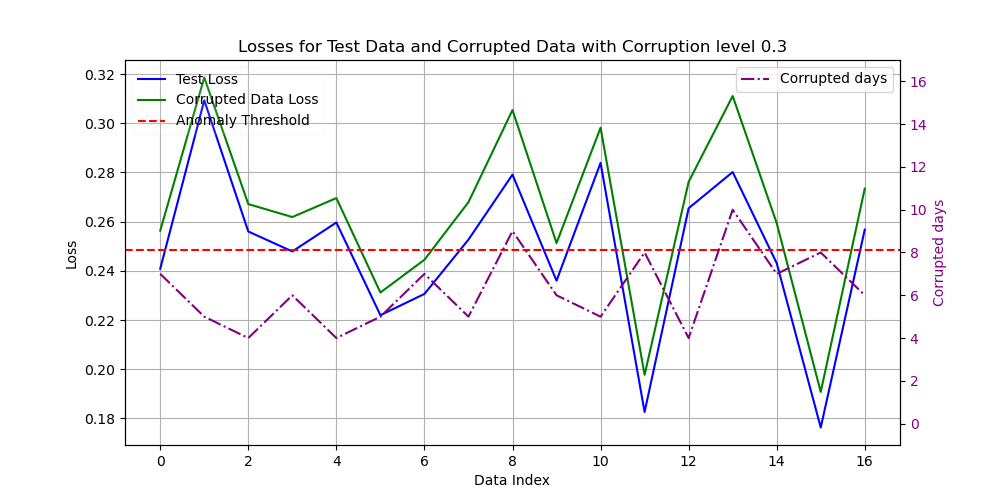 Losses for Test Data and Corrupted Data with Corruption level 0.3
Test Loss
Corrupted Data Loss
Anomaly Threshold
Corrupted days
0.32
0.30
0.28
0.26
0.24
0.22
0.20
0.18
Loss
16
14
12
10
8
6
4
2
0
Corrupted days
0 2 4 6 8 10 12 14 16
Data Index